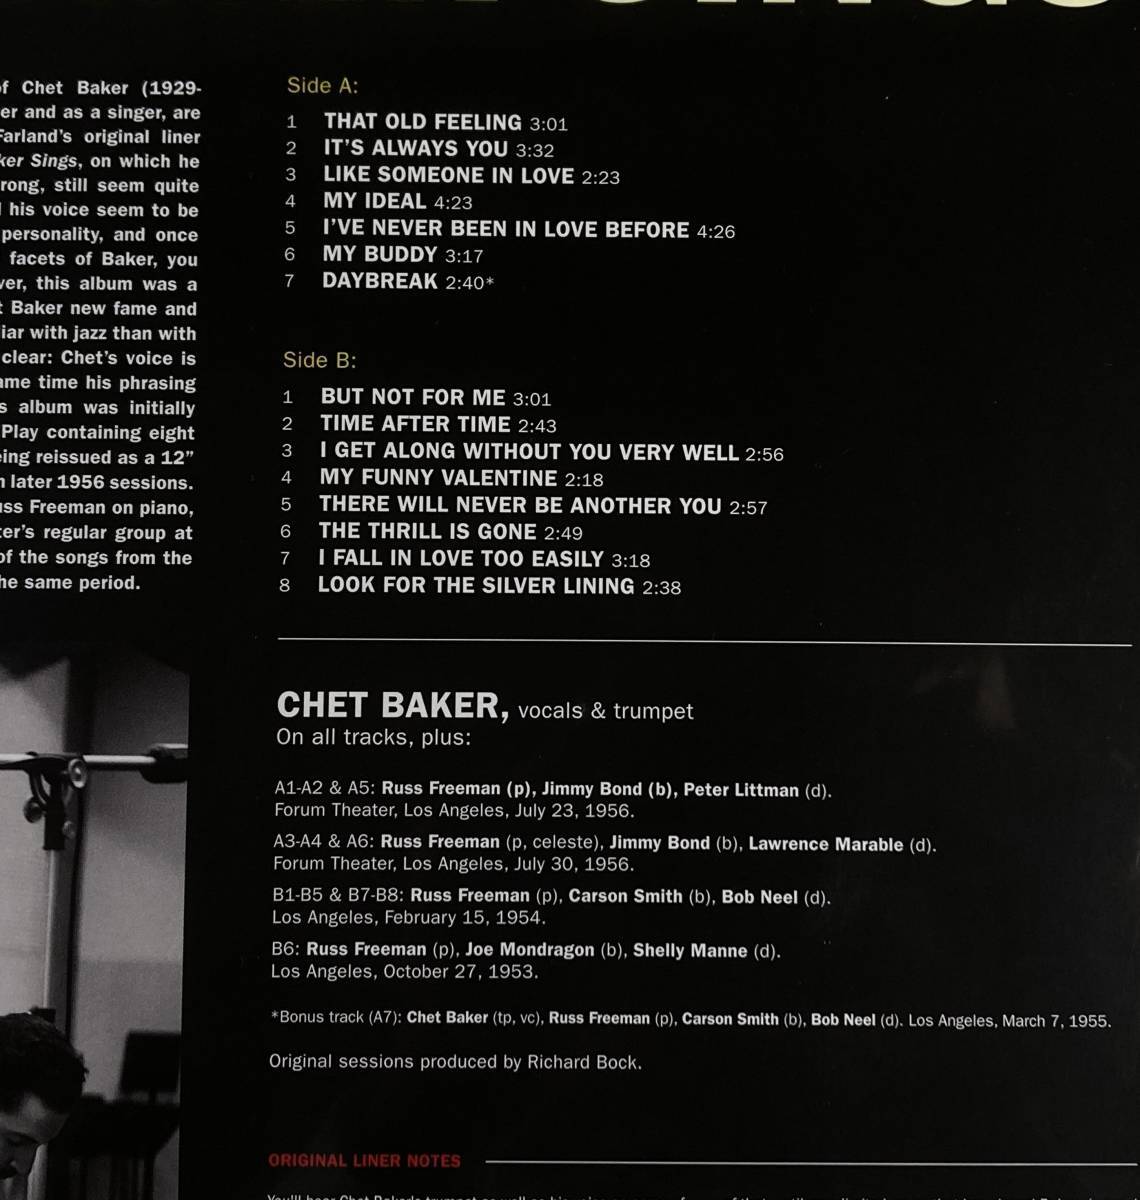 f Chet Baker (1929-
er and as a singer, are
Farland's original liner
ker Sings, on which he
rong, still seem quite
his voice seem to be
personality, and once
facets of Baker, you
ver, this album was a
t Baker new fame and
liar with jazz than with
clear: Chet's voice is
ame time his phrasing
s album was initially
Play containing eight
eing reissued as a 12”
n later 1956 sessions.
uss Freeman on piano,
ter's regular group at
of the songs from the
he same period.
Side A:
1 THAT OLD FEELING 3:01
2 IT'S ALWAYS YOU 3:32
3 LIKE SOMEONE IN LOVE 2:23
4 MY IDEAL 4:23
5 I'VE NEVER BEEN IN LOVE BEFORE 4:26
6 MY BUDDY 3:17
7 DAYBREAK 2:40*
Side B:
1 BUT NOT FOR ME 3:01
2 TIME AFTER TIME 2:43
3 I GET ALONG WITHOUT YOU VERY WELL 2:56
4 MY FUNNY VALENTINE 2:18
5 THERE WILL NEVER BE ANOTHER YOU 2:57
6 THE THRILL IS GONE 2:49
7 I FALL IN LOVE TOO EASILY 3:18
8 LOOK FOR THE SILVER LINING 2:38
CHET BAKER, vocals & trumpet
On all tracks, plus:
A1-A2 & A5: Russ Freeman (p), Jimmy Bond (b), Peter Littman (d).
Forum Theater, Los Angeles, July 23, 1956.
A3-A4 & A6: Russ Freeman (p, celeste), Jimmy Bond (b), Lawrence Marable (d).
Forum Theater, Los Angeles, July 30, 1956.
B1-B5 & B7-B8: Russ Freeman (p), Carson Smith (b), Bob Neel (d).
Los Angeles, February 15, 1954.
B6: Russ Freeman (p), Joe Mondragon (b), Shelly Manne (d).
Los Angeles, October 27, 1953.
*Bonus track (A7): Chet Baker (tp, vc), Russ Freeman (p), Carson Smith (b), Bob Neel (d). Los Angeles, March 7, 1955.
Original sessions produced by Richard Bock.
ORIGINAL LINER NOTES